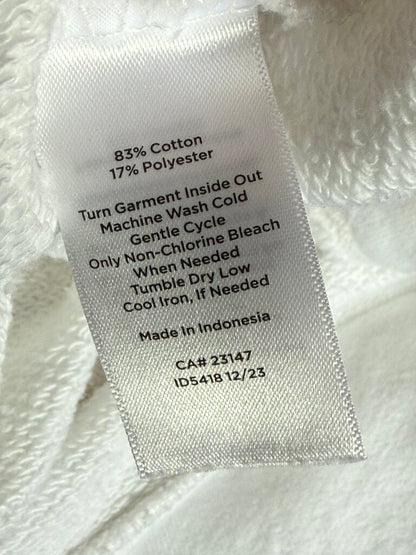 83% Cotton
17% Polyester
Turn Garment Inside Out
Machine Wash Cold
Gentle Cycle
Only Non-Chlorine Bleach
When Needed
Tumble Dry Low
Cool Iron, If Needed
Made In Indonesia
CA# 23147
ID5418 12/23